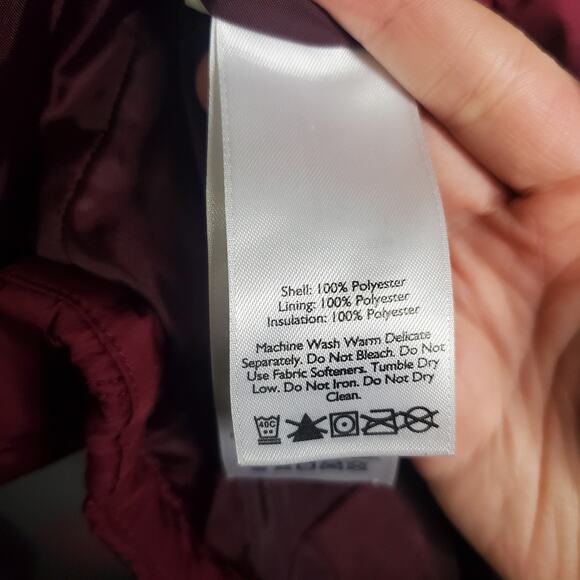 Shell: 100% Polyester
Lining: 100% Polyester
Insulation: 100% Polyester
Machine Wash Warm Delicate
Separately. Do Not Bleach. Do Not
Use Fabric Softeners. Tumble Dry
Low. Do Not Iron. Do Not Dry
Clean.
40C